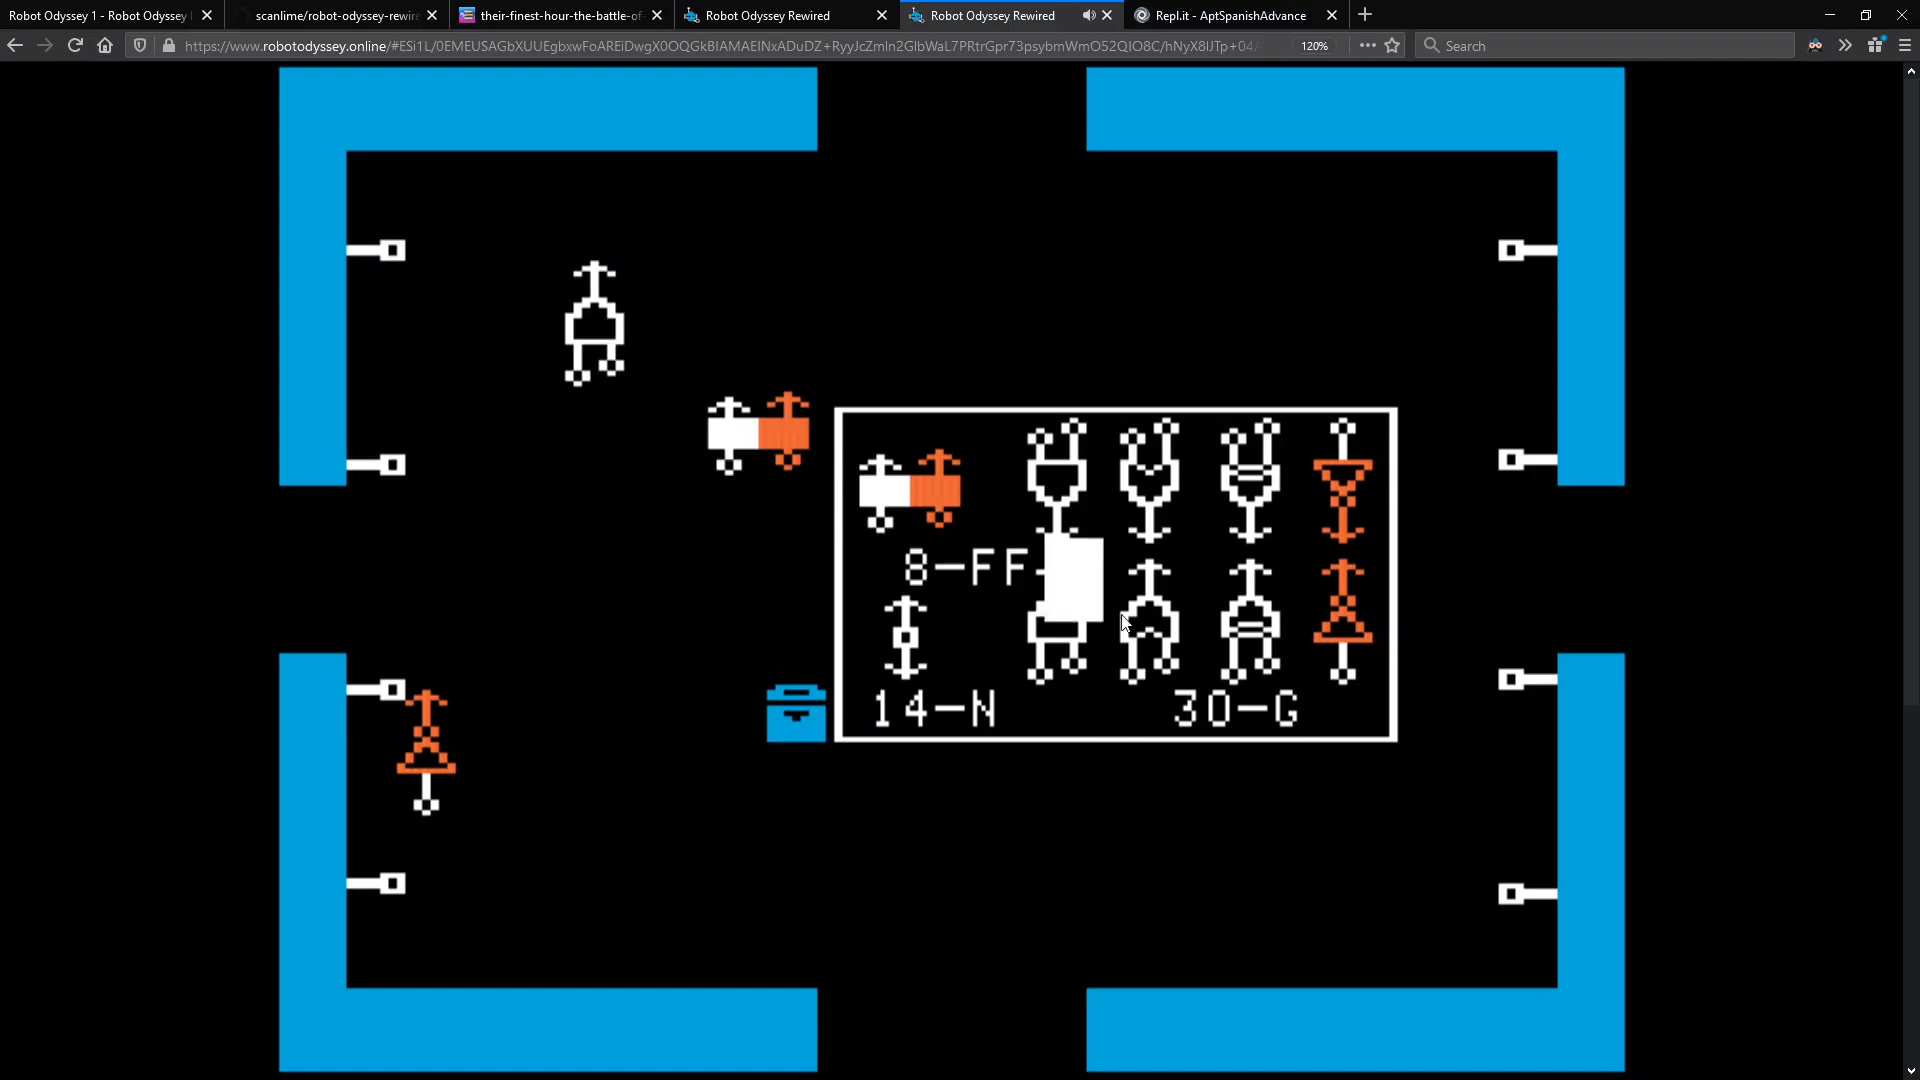 Robot Odyssey 1 - Robot Odyssey
scanlime/robot-odyssey-rewire
their-finest-hour-the-battle-of
Robot Odyssey Rewired
Robot Odyssey Rewired
Repl.it - AptSpanishAdvance
120%
Search
8-FF
14-N
30-G